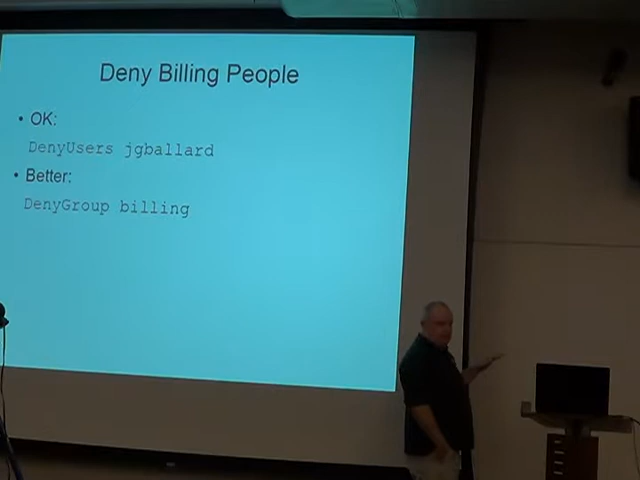 Deny Billing People
• OK:
DenyUsers jgballard
• Better:
DenyGroup billing